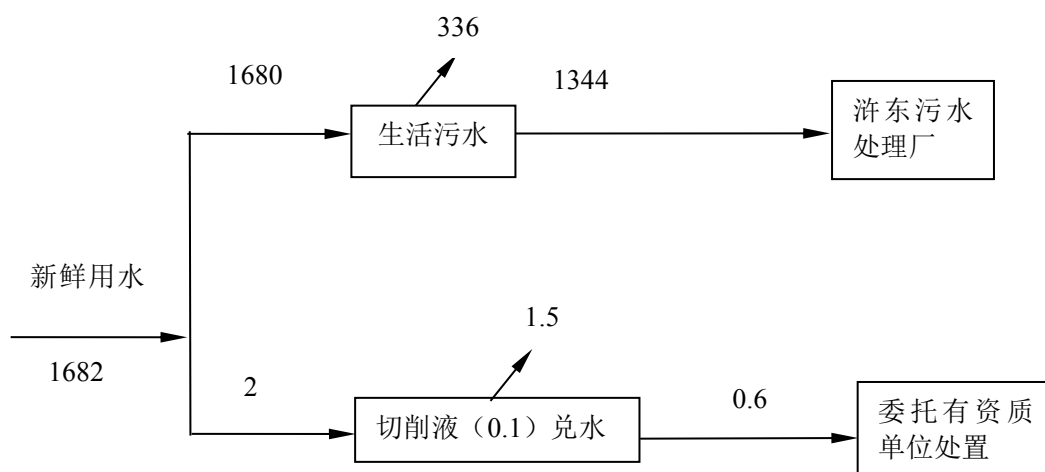 336
1680
1344
生活污水
浒东污水
处理厂
新鲜用水
1682
1.5
2
0.6
切削液（0.1）兑水
委托有资质
单位处置